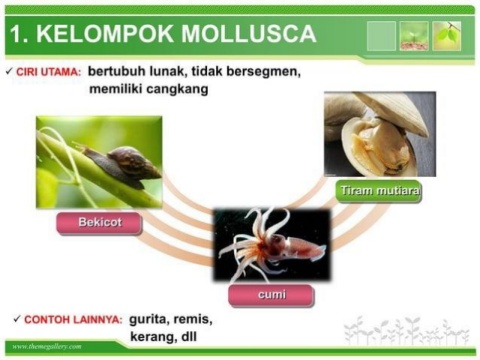 1. KELOMPOK MOLLUSCA
✓ CIRI UTAMA: bertubuh lunak, tidak bersegmen,
memiliki cangkang
Tiram mutiara
Bekicot
cumi
✓ CONTOH LAINNYA: gurita, remis,
kerang, dll
www.themegallery.com